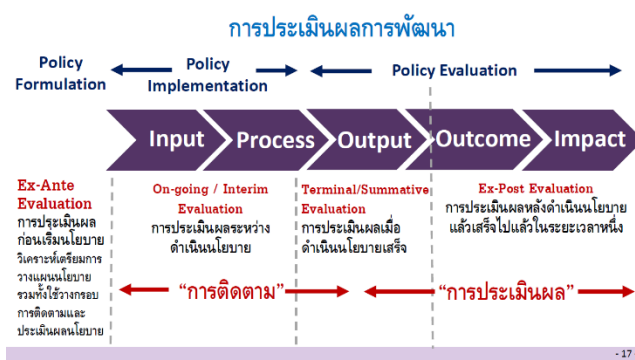 การประเมินผลการพัฒนา
Policy
Formulation
Policy
Implementation
Policy Evaluation
Input
Process
Output
Outcome
Impact
Ex-Ante
Evaluation
การประเมินผล
ก่อนเริ่มนโยบาย
วิเคราะห์เตรียมการ
วางแผนนโยบาย
รวมทั้งใช้วางกรอบ
การติดตามและ
ประเมินผลนโยบาย
On-going / Interim
Evaluation
การประเมินผลระหว่าง
ดำเนินนโยบาย
Terminal/Summative
Evaluation
การประเมินผลเมื่อ
ดำเนินนโยบายเสร็จ
Ex-Post Evaluation
การประเมินผลหลังดำเนินนโยบาย
แล้วเสร็จไปแล้วในระยะเวลาหนึ่ง
“การติดตาม”
“การประเมินผล”
- 17